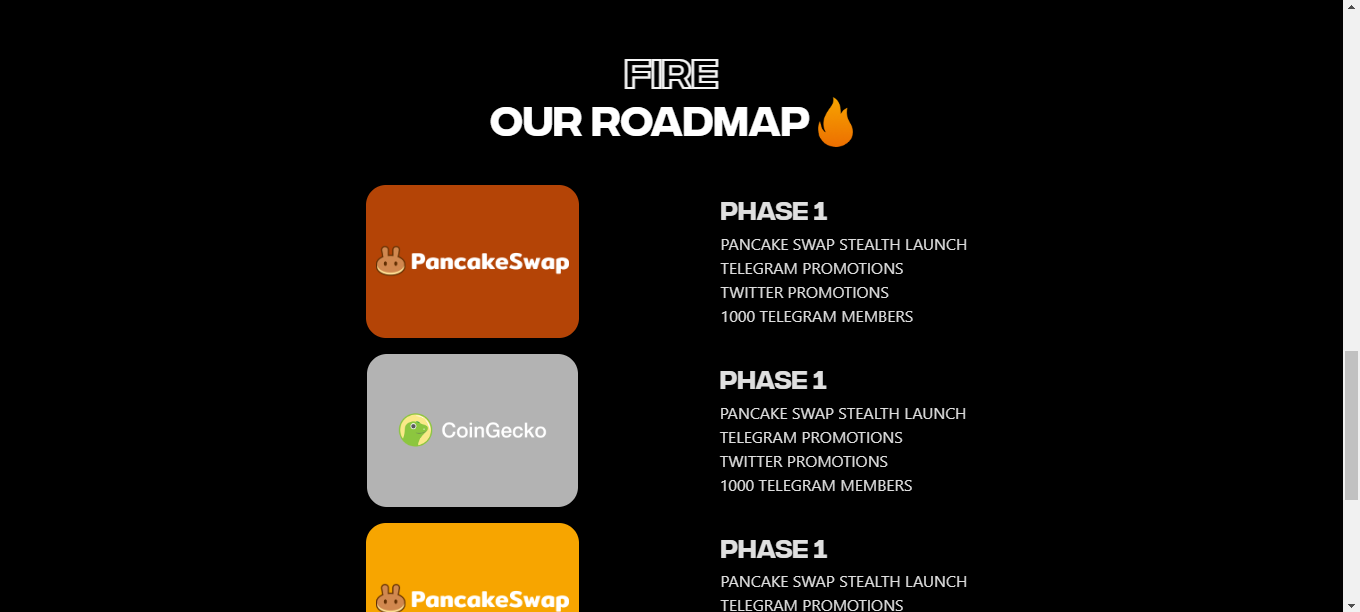 FIRE
OUR ROADMAP
PancakeSwap
PHASE 1
PANCAKE SWAP STEALTH LAUNCH
TELEGRAM PROMOTIONS
TWITTER PROMOTIONS
1000 TELEGRAM MEMBERS
CoinGecko
PHASE 1
PANCAKE SWAP STEALTH LAUNCH
TELEGRAM PROMOTIONS
TWITTER PROMOTIONS
1000 TELEGRAM MEMBERS
PancakeSwap
PHASE 1
PANCAKE SWAP STEALTH LAUNCH
TELEGRAM PROMOTIONS